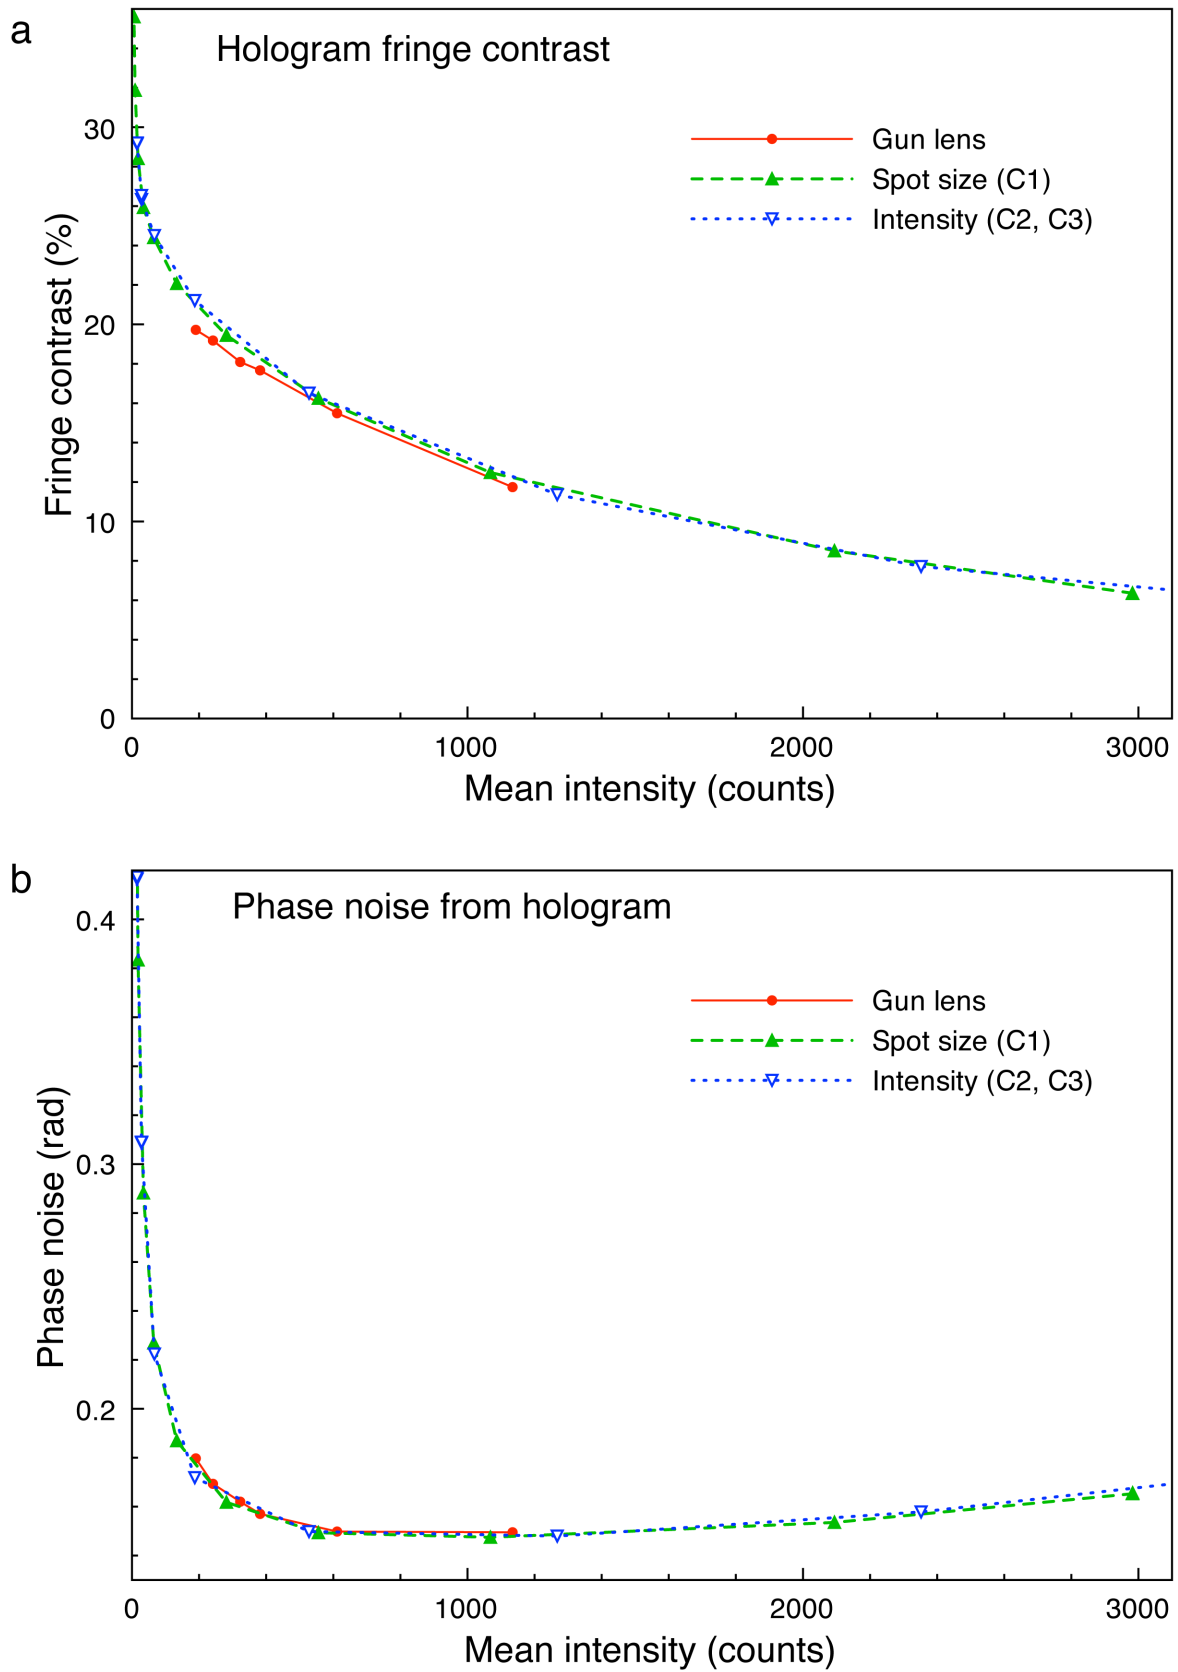 a
Hologram fringe contrast
Gun lens
Spot size (C1)
Intensity (C2, C3)
Fringe contrast (%)
30
20
10
0
0 1000 2000 3000
Mean intensity (counts)
b
Phase noise from hologram
Gun lens
Spot size (C1)
Intensity (C2, C3)
Phase noise (rad)
0.4
0.3
0.2
0 1000 2000 3000
Mean intensity (counts)